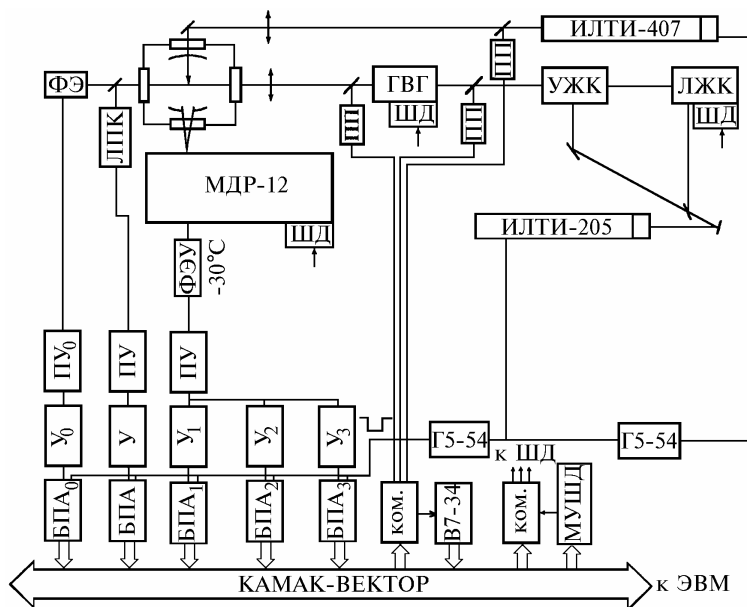 ИЛТИ-407
ФЭ
ЛПК
ПП
ГВГ
ШД
ПП
ПП
УЖК
ЛЖК
ШД
МДР-12
ШД
ИЛТИ-205
ФЭУ
-30°С
ПУ0
ПУ
ПУ
У0
У
У1
У2
У3
Г5-54
Г5-54
к ШД
БПА0
БПА
БПА1
БПА2
БПА3
ком.
В7-34
ком.
МУШД
КАМАК-ВЕКТОР
к ЭВМ